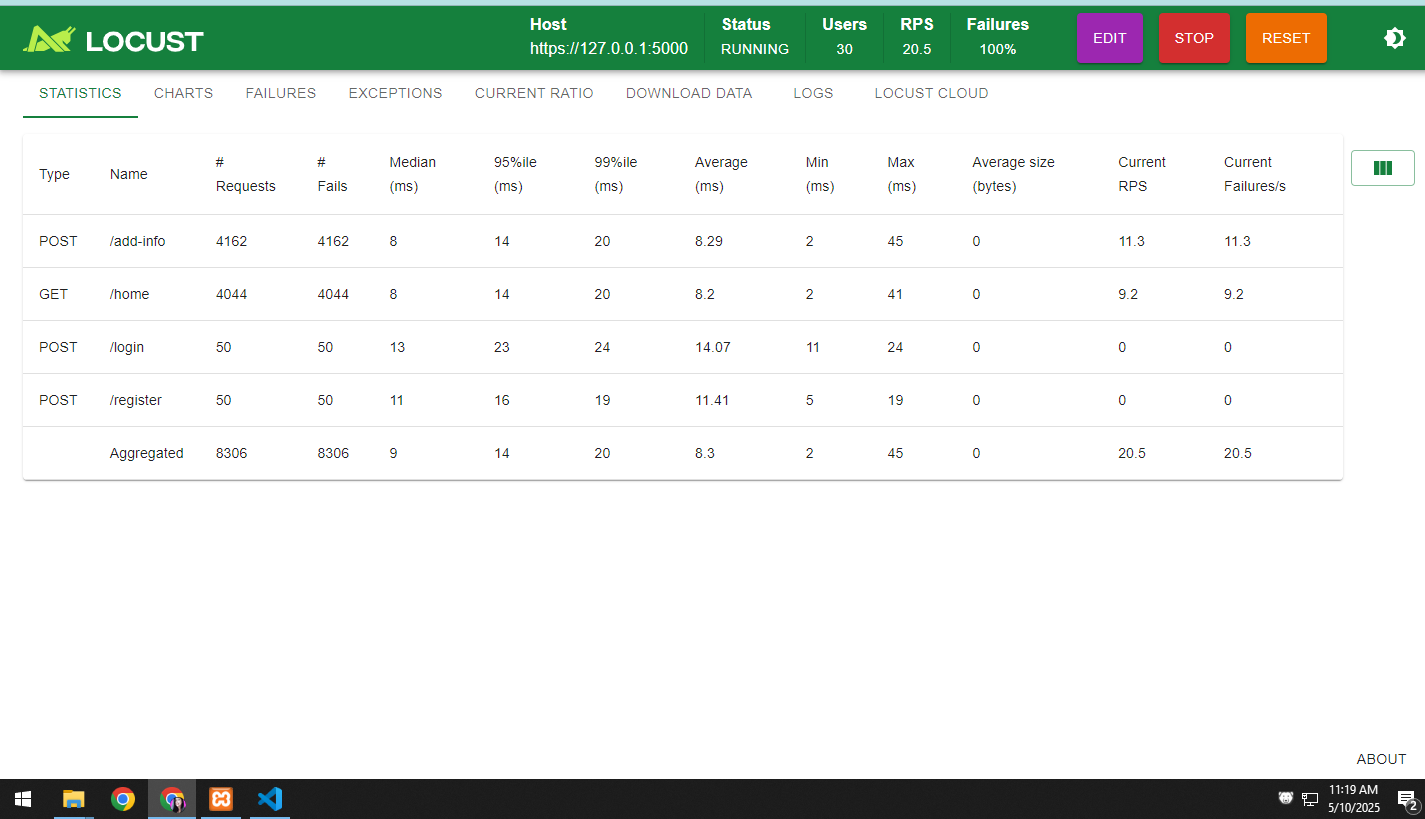 LOCUST
Host
https://127.0.0.1:5000
Status
RUNNING
Users
30
RPS
20.5
Failures
100%
EDIT
STOP
RESET
STATISTICS CHARTS FAILURES EXCEPTIONS CURRENT RATIO DOWNLOAD DATA LOGS LOCUST CLOUD
Type Name # Requests # Fails Median (ms) 95%ile (ms) 99%ile (ms) Average (ms) Min (ms) Max (ms) Average size (bytes) Current RPS Current Failures/s
POST /add-info 4162 4162 8 14 20 8.29 2 45 0 11.3 11.3
GET /home 4044 4044 8 14 20 8.2 2 41 0 9.2 9.2
POST /login 50 50 13 23 24 14.07 11 24 0 0 0
POST /register 50 50 11 16 19 11.41 5 19 0 0 0
Aggregated 8306 8306 9 14 20 8.3 2 45 0 20.5 20.5
ABOUT
11:19 AM
5/10/2025
2